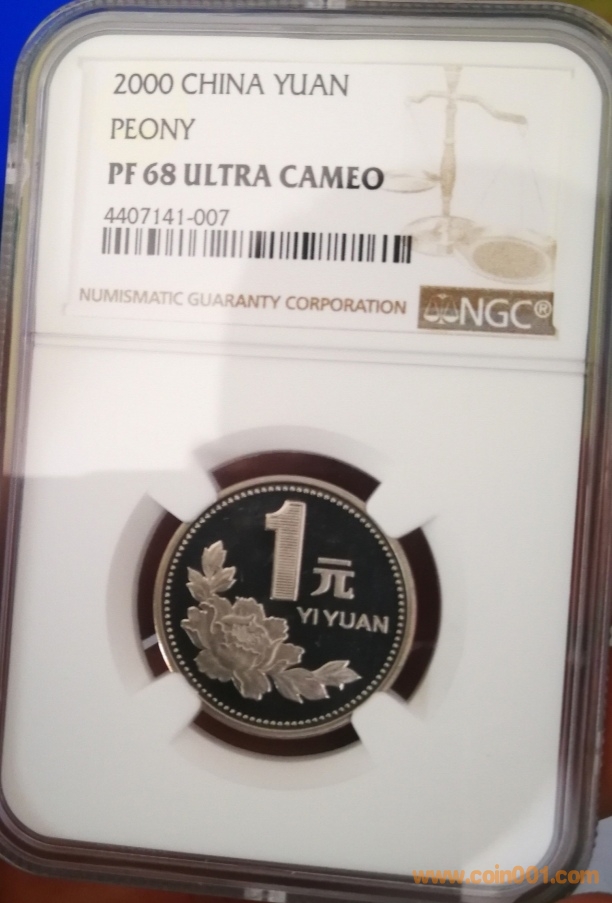 2000 CHINA YUAN
PEONY
PF 68 ULTRA CAMEO
4407141-007
NUMISMATIC GUARANTY CORPORATION
NGC®
1
元
YI YUAN
www.coin001.com